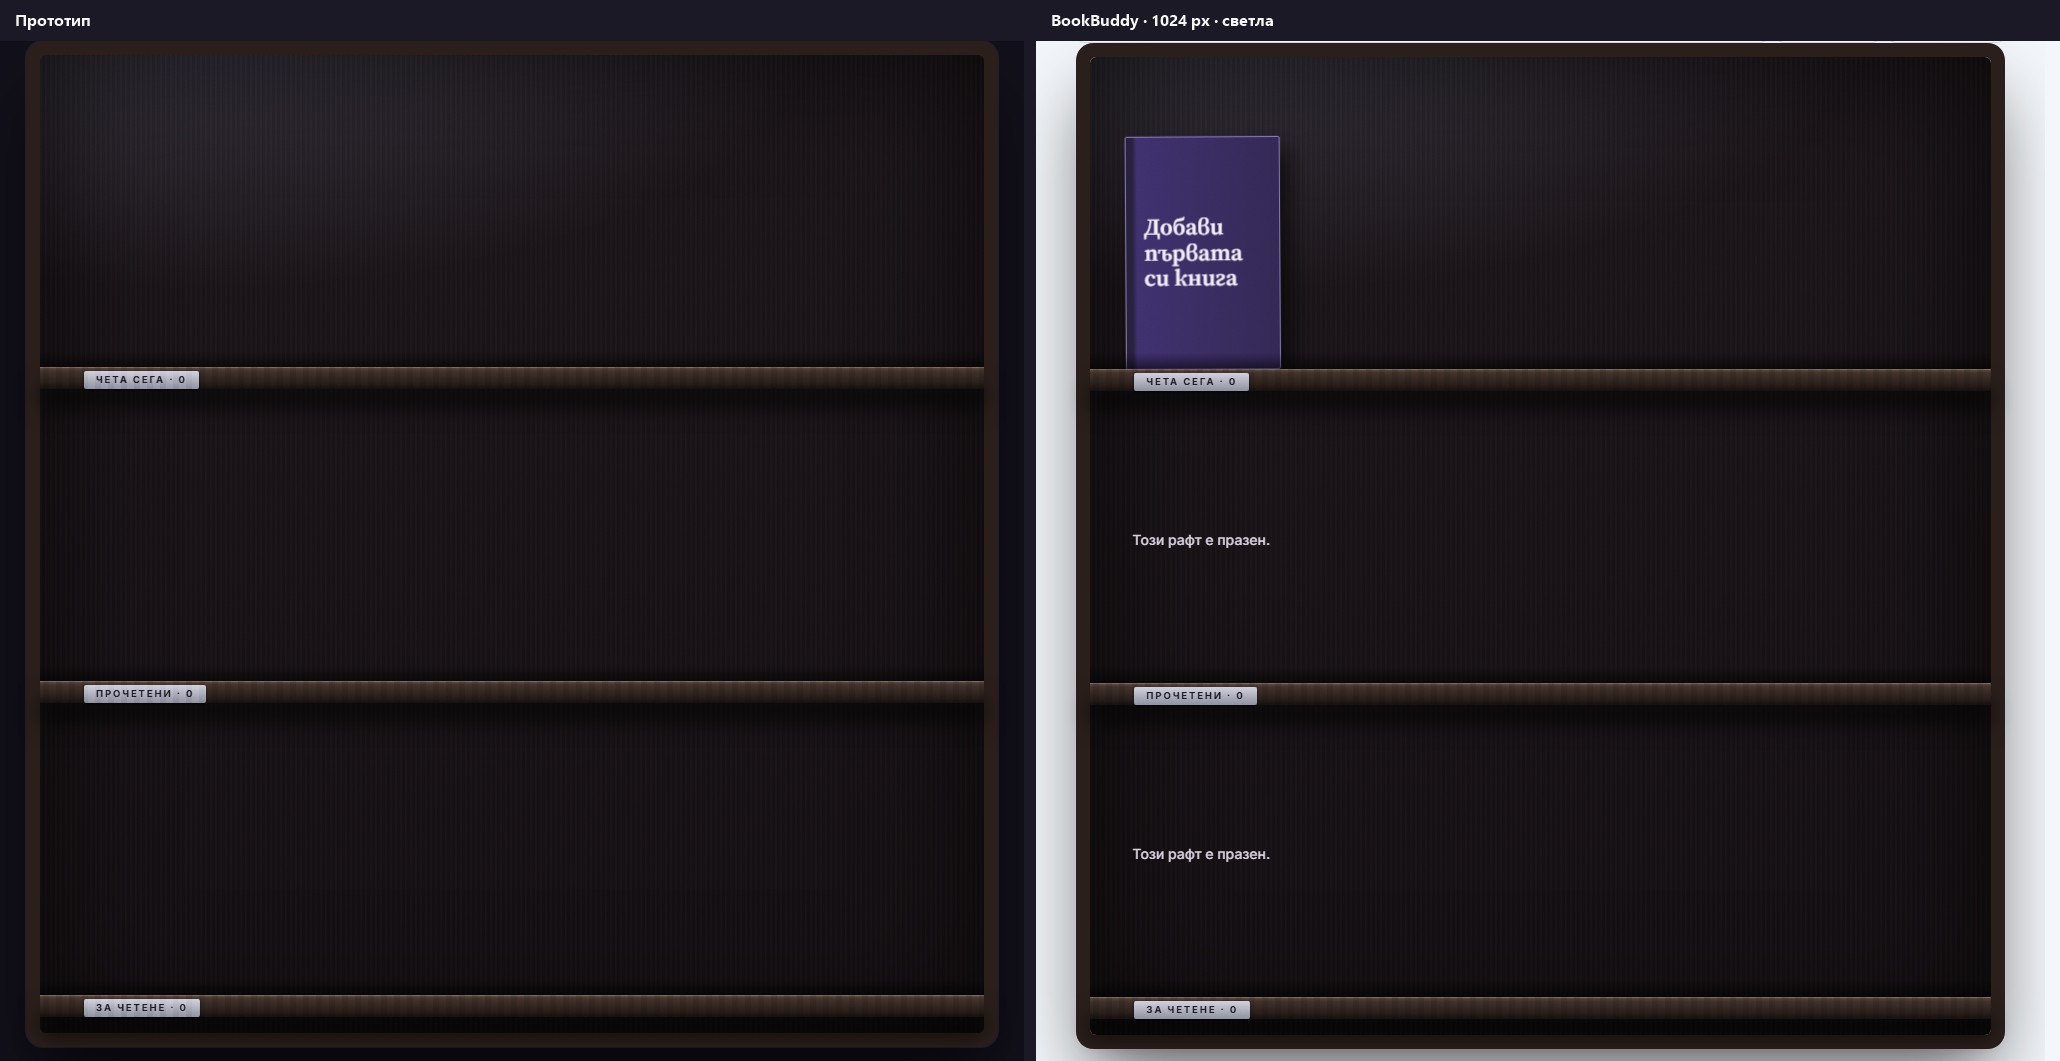 Прототип
ЧЕТА СЕГА · 0
ПРОЧЕТЕНИ · 0
ЗА ЧЕТЕНЕ · 0
BookBuddy · 1024 px · светла
Добави
първата
си книга
ЧЕТА СЕГА · 0
Този рафт е празен.
ПРОЧЕТЕНИ · 0
Този рафт е празен.
ЗА ЧЕТЕНЕ · 0